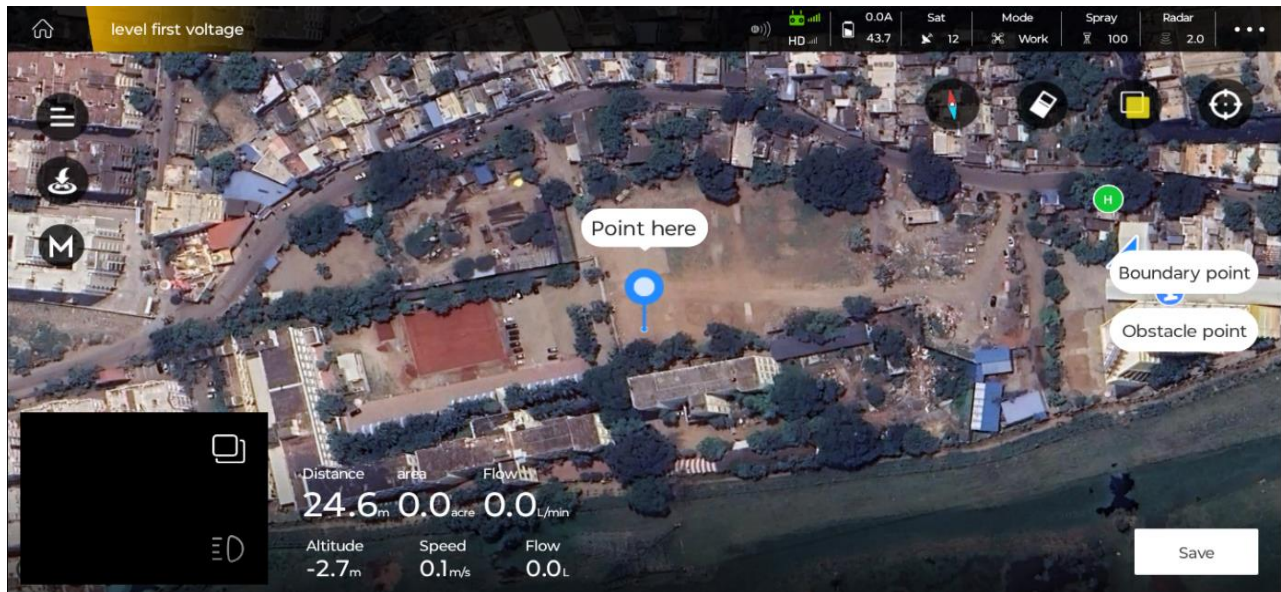 level first voltage
HD
0.0A
43.7
Sat
12
Mode
Work
Spray
100
Radar
2.0
H
M
Point here
Boundary point
Obstacle point
Distance area Flow
24.6m 0.0acre 0.0L/min
Altitude Speed Flow
-2.7m 0.1m/s 0.0L
Save